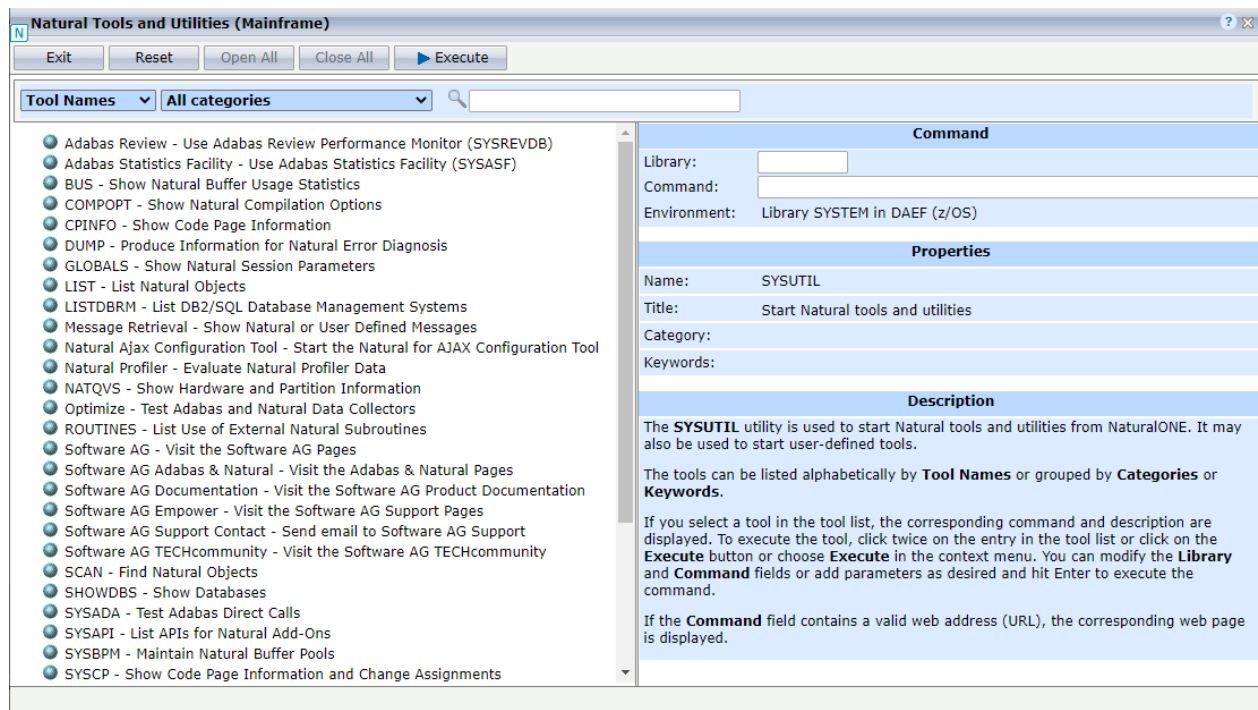 Natural Tools and Utilities (Mainframe)
N
?
Exit Reset Open All Close All Execute
Tool Names All categories
Adabas Review - Use Adabas Review Performance Monitor (SYSREVDB)
Adabas Statistics Facility - Use Adabas Statistics Facility (SYSASF)
BUS - Show Natural Buffer Usage Statistics
COMPOPT - Show Natural Compilation Options
CPINFO - Show Code Page Information
DUMP - Produce Information for Natural Error Diagnosis
GLOBALS - Show Natural Session Parameters
LIST - List Natural Objects
LISTDBRM - List DB2/SQL Database Management Systems
Message Retrieval - Show Natural or User Defined Messages
Natural Ajax Configuration Tool - Start the Natural for AJAX Configuration Tool
Natural Profiler - Evaluate Natural Profiler Data
NATQVS - Show Hardware and Partition Information
Optimize - Test Adabas and Natural Data Collectors
ROUTINES - List Use of External Natural Subroutines
Software AG - Visit the Software AG Pages
Software AG Adabas & Natural - Visit the Adabas & Natural Pages
Software AG Documentation - Visit the Software AG Product Documentation
Software AG Empower - Visit the Software AG Support Pages
Software AG Support Contact - Send email to Software AG Support
Software AG TECHcommunity - Visit the Software AG TECHcommunity
SCAN - Find Natural Objects
SHOWDBS - Show Databases
SYSADA - Test Adabas Direct Calls
SYSAPI - List APIs for Natural Add-Ons
SYSBPM - Maintain Natural Buffer Pools
SYSCP - Show Code Page Information and Change Assignments
Command
Library:
Command:
Environment: Library SYSTEM in DAEF (z/OS)
Properties
Name: SYSUTIL
Title: Start Natural tools and utilities
Category:
Keywords:
Description
The SYSUTIL utility is used to start Natural tools and utilities from NaturalONE. It may
also be used to start user-defined tools.
The tools can be listed alphabetically by Tool Names or grouped by Categories or
Keywords.
If you select a tool in the tool list, the corresponding command and description are
displayed. To execute the tool, click twice on the entry in the tool list or click on the
Execute button or choose Execute in the context menu. You can modify the Library
and Command fields or add parameters as desired and hit Enter to execute the
command.
If the Command field contains a valid web address (URL), the corresponding web page
is displayed.